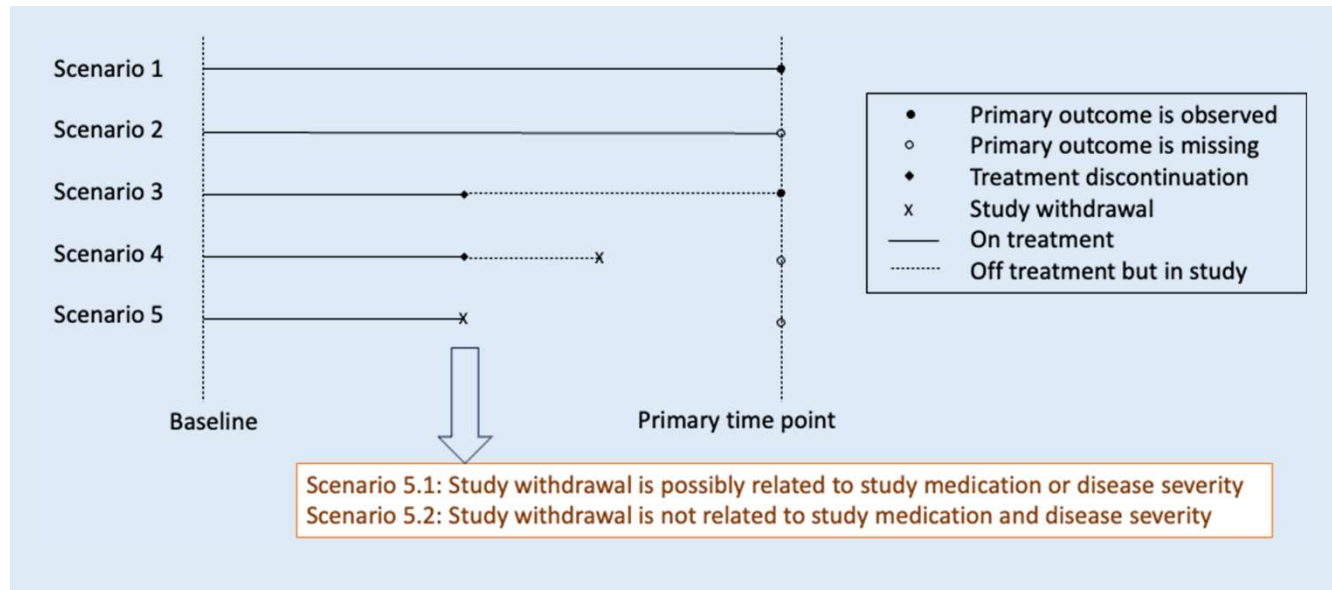 Scenario 1
Scenario 2
Scenario 3
Scenario 4
x
Scenario 5
x
Baseline
Primary time point
Primary outcome is observed
Primary outcome is missing
Treatment discontinuation
x Study withdrawal
On treatment
Off treatment but in study
Scenario 5.1: Study withdrawal is possibly related to study medication or disease severity
Scenario 5.2: Study withdrawal is not related to study medication and disease severity